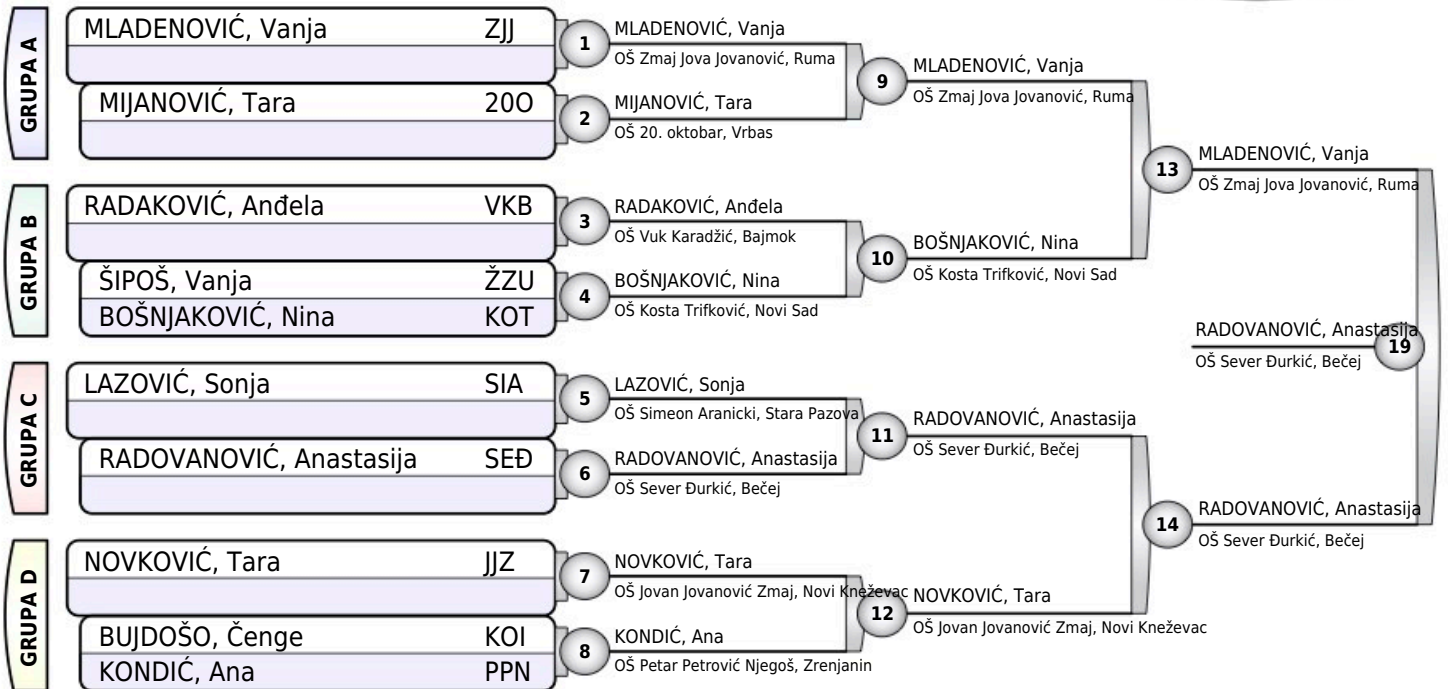 GRUPA A
MLADENOVIĆ, Vanja ZJJ
MIJANOVIĆ, Tara 20O
GRUPA B
RADAKOVIĆ, Anđela VKB
ŠIPOŠ, Vanja ŽZU
BOŠNJAKOVIĆ, Nina KOT
GRUPA C
LAZOVIĆ, Sonja SIA
RADOVANOVIĆ, Anastasija SEĐ
GRUPA D
NOVKOVIĆ, Tara JJZ
BUJDOŠO, Čenge KOI
KONDIĆ, Ana PPN
1
MLADENOVIĆ, Vanja
OŠ Zmaj Jova Jovanović, Ruma
2
MIJANOVIĆ, Tara
OŠ 20. oktobar, Vrbas
3
RADAKOVIĆ, Anđela
OŠ Vuk Karadžić, Bajmok
4
BOŠNJAKOVIĆ, Nina
OŠ Kosta Trifković, Novi Sad
5
LAZOVIĆ, Sonja
OŠ Simeon Aranicki, Stara Pazova
6
RADOVANOVIĆ, Anastasija
OŠ Sever Đurkić, Bečej
7
NOVKOVIĆ, Tara
OŠ Jovan Jovanović Zmaj, Novi Kneževac
8
KONDIĆ, Ana
OŠ Petar Petrović Njegoš, Zrenjanin
9
MLADENOVIĆ, Vanja
OŠ Zmaj Jova Jovanović, Ruma
10
BOŠNJAKOVIĆ, Nina
OŠ Kosta Trifković, Novi Sad
11
RADOVANOVIĆ, Anastasija
OŠ Sever Đurkić, Bečej
12
NOVKOVIĆ, Tara
OŠ Jovan Jovanović Zmaj, Novi Kneževac
13
MLADENOVIĆ, Vanja
OŠ Zmaj Jova Jovanović, Ruma
14
RADOVANOVIĆ, Anastasija
OŠ Sever Đurkić, Bečej
RADOVANOVIĆ, Anastasija
OŠ Sever Đurkić, Bečej
19